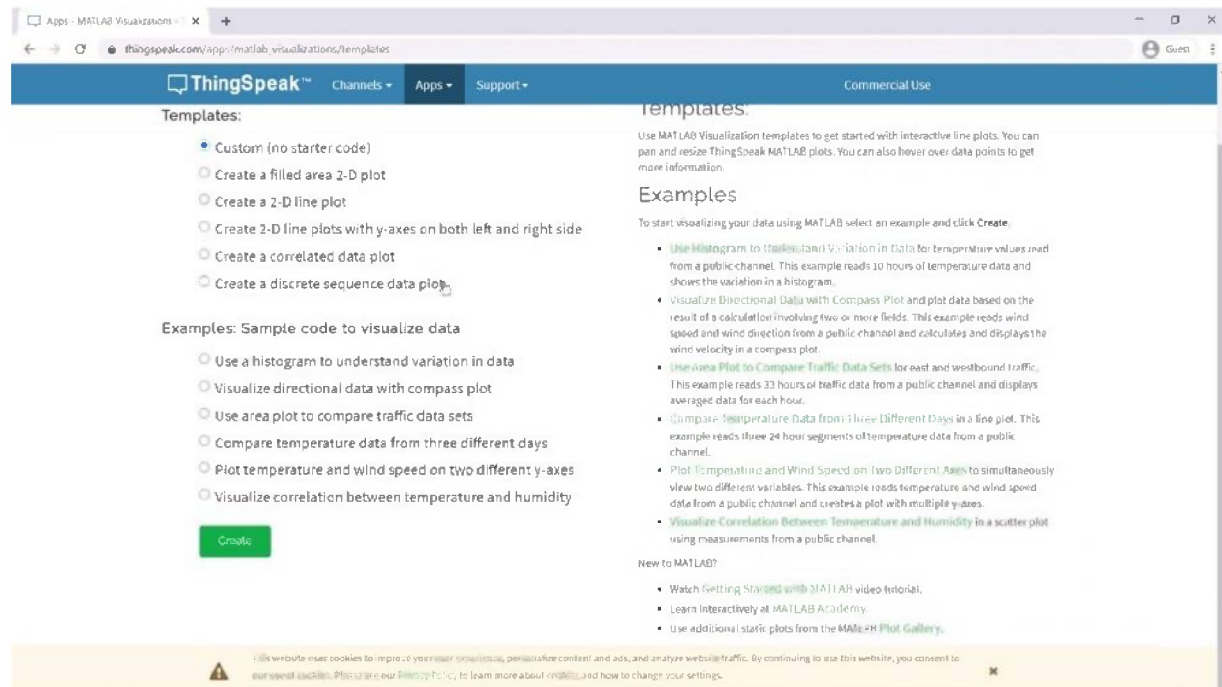 Apps - MATLAB Visualizations -
thingspeak.com/apps/matlab_visualizations/templates
Guest
ThingSpeak™ Channels Apps Support Commercial Use
Templates:
Custom (no starter code)
Create a filled area 2-D plot
Create a 2-D line plot
Create 2-D line plots with y-axes on both left and right side
Create a correlated data plot
Create a discrete sequence data plot
Examples: Sample code to visualize data
Use a histogram to understand variation in data
Visualize directional data with compass plot
Use area plot to compare traffic data sets
Compare temperature data from three different days
Plot temperature and wind speed on two different y-axes
Visualize correlation between temperature and humidity
Create
Templates:
Use MATLAB Visualization templates to get started with interactive line plots. You can
pan and resize ThingSpeak MATLAB plots. You can also hover over data points to get
more information.
Examples
To start visualizing your data using MATLAB select an example and click Create.
Use Histogram to Understand Variation in Data for temperature values read
from a public channel. This example reads 10 hours of temperature data and
shows the variation in a histogram.
Visualize Directional Data with Compass Plot and plot data based on the
result of a calculation involving two or more fields. This example reads wind
speed and wind direction from a public channel and calculates and displays the
wind velocity in a compass plot.
Use Area Plot to Compare Traffic Data Sets for east and westbound traffic.
This example reads 33 hours of traffic data from a public channel and displays
averaged data for each hour.
Compare Temperature Data from Three Different Days in a line plot. This
example reads three 24 hour segments of temperature data from a public
channel.
Plot Temperature and Wind Speed on Two Different Axes to simultaneously
view two different variables. This example reads temperature and wind speed
data from a public channel and creates a plot with multiple y-axes.
Visualize Correlation Between Temperature and Humidity in a scatter plot
using measurements from a public channel.
New to MATLAB?
Watch Getting Started with MATLAB video tutorial.
Learn interactively at MATLAB Academy.
Use additional static plots from the MATLAB Plot Gallery.
This website uses cookies to improve your user experience, personalize content and ads, and analyze website traffic. By continuing to use this website, you consent to
our use of cookies. Please see our Privacy Policy to learn more about cookies and how to change your settings.